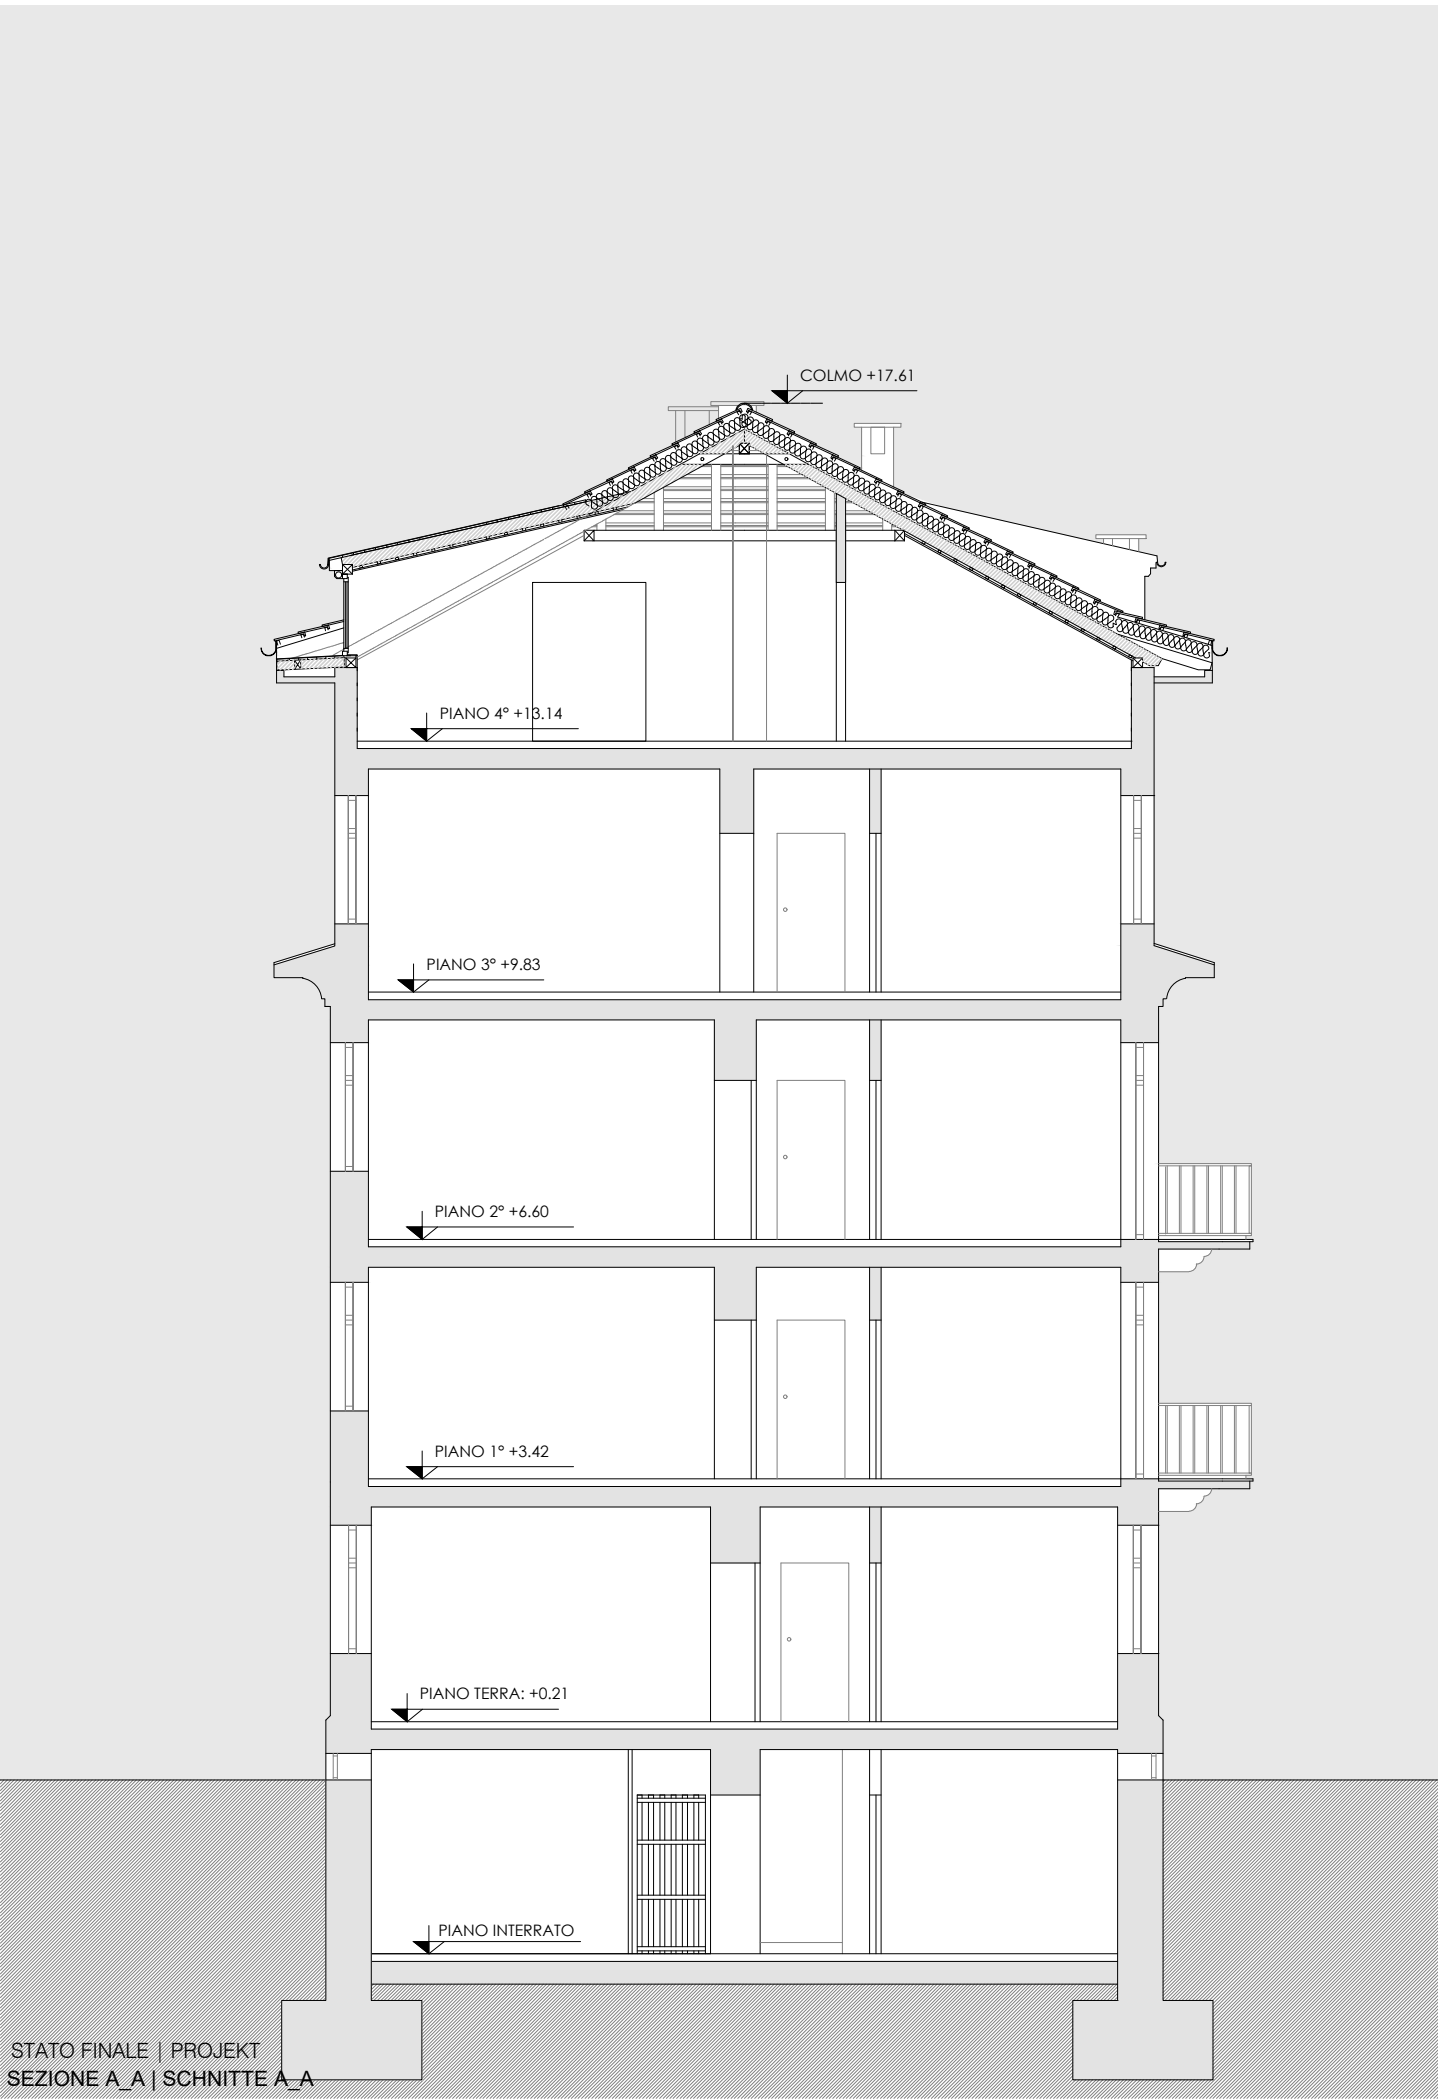 COLMO +17.61
PIANO 4° +13.14
PIANO 3° +9.83
PIANO 2° +6.60
PIANO 1° +3.42
PIANO TERRA: +0.21
PIANO INTERRATO
STATO FINALE | PROJEKT
SEZIONE A_A | SCHNITTE A_A